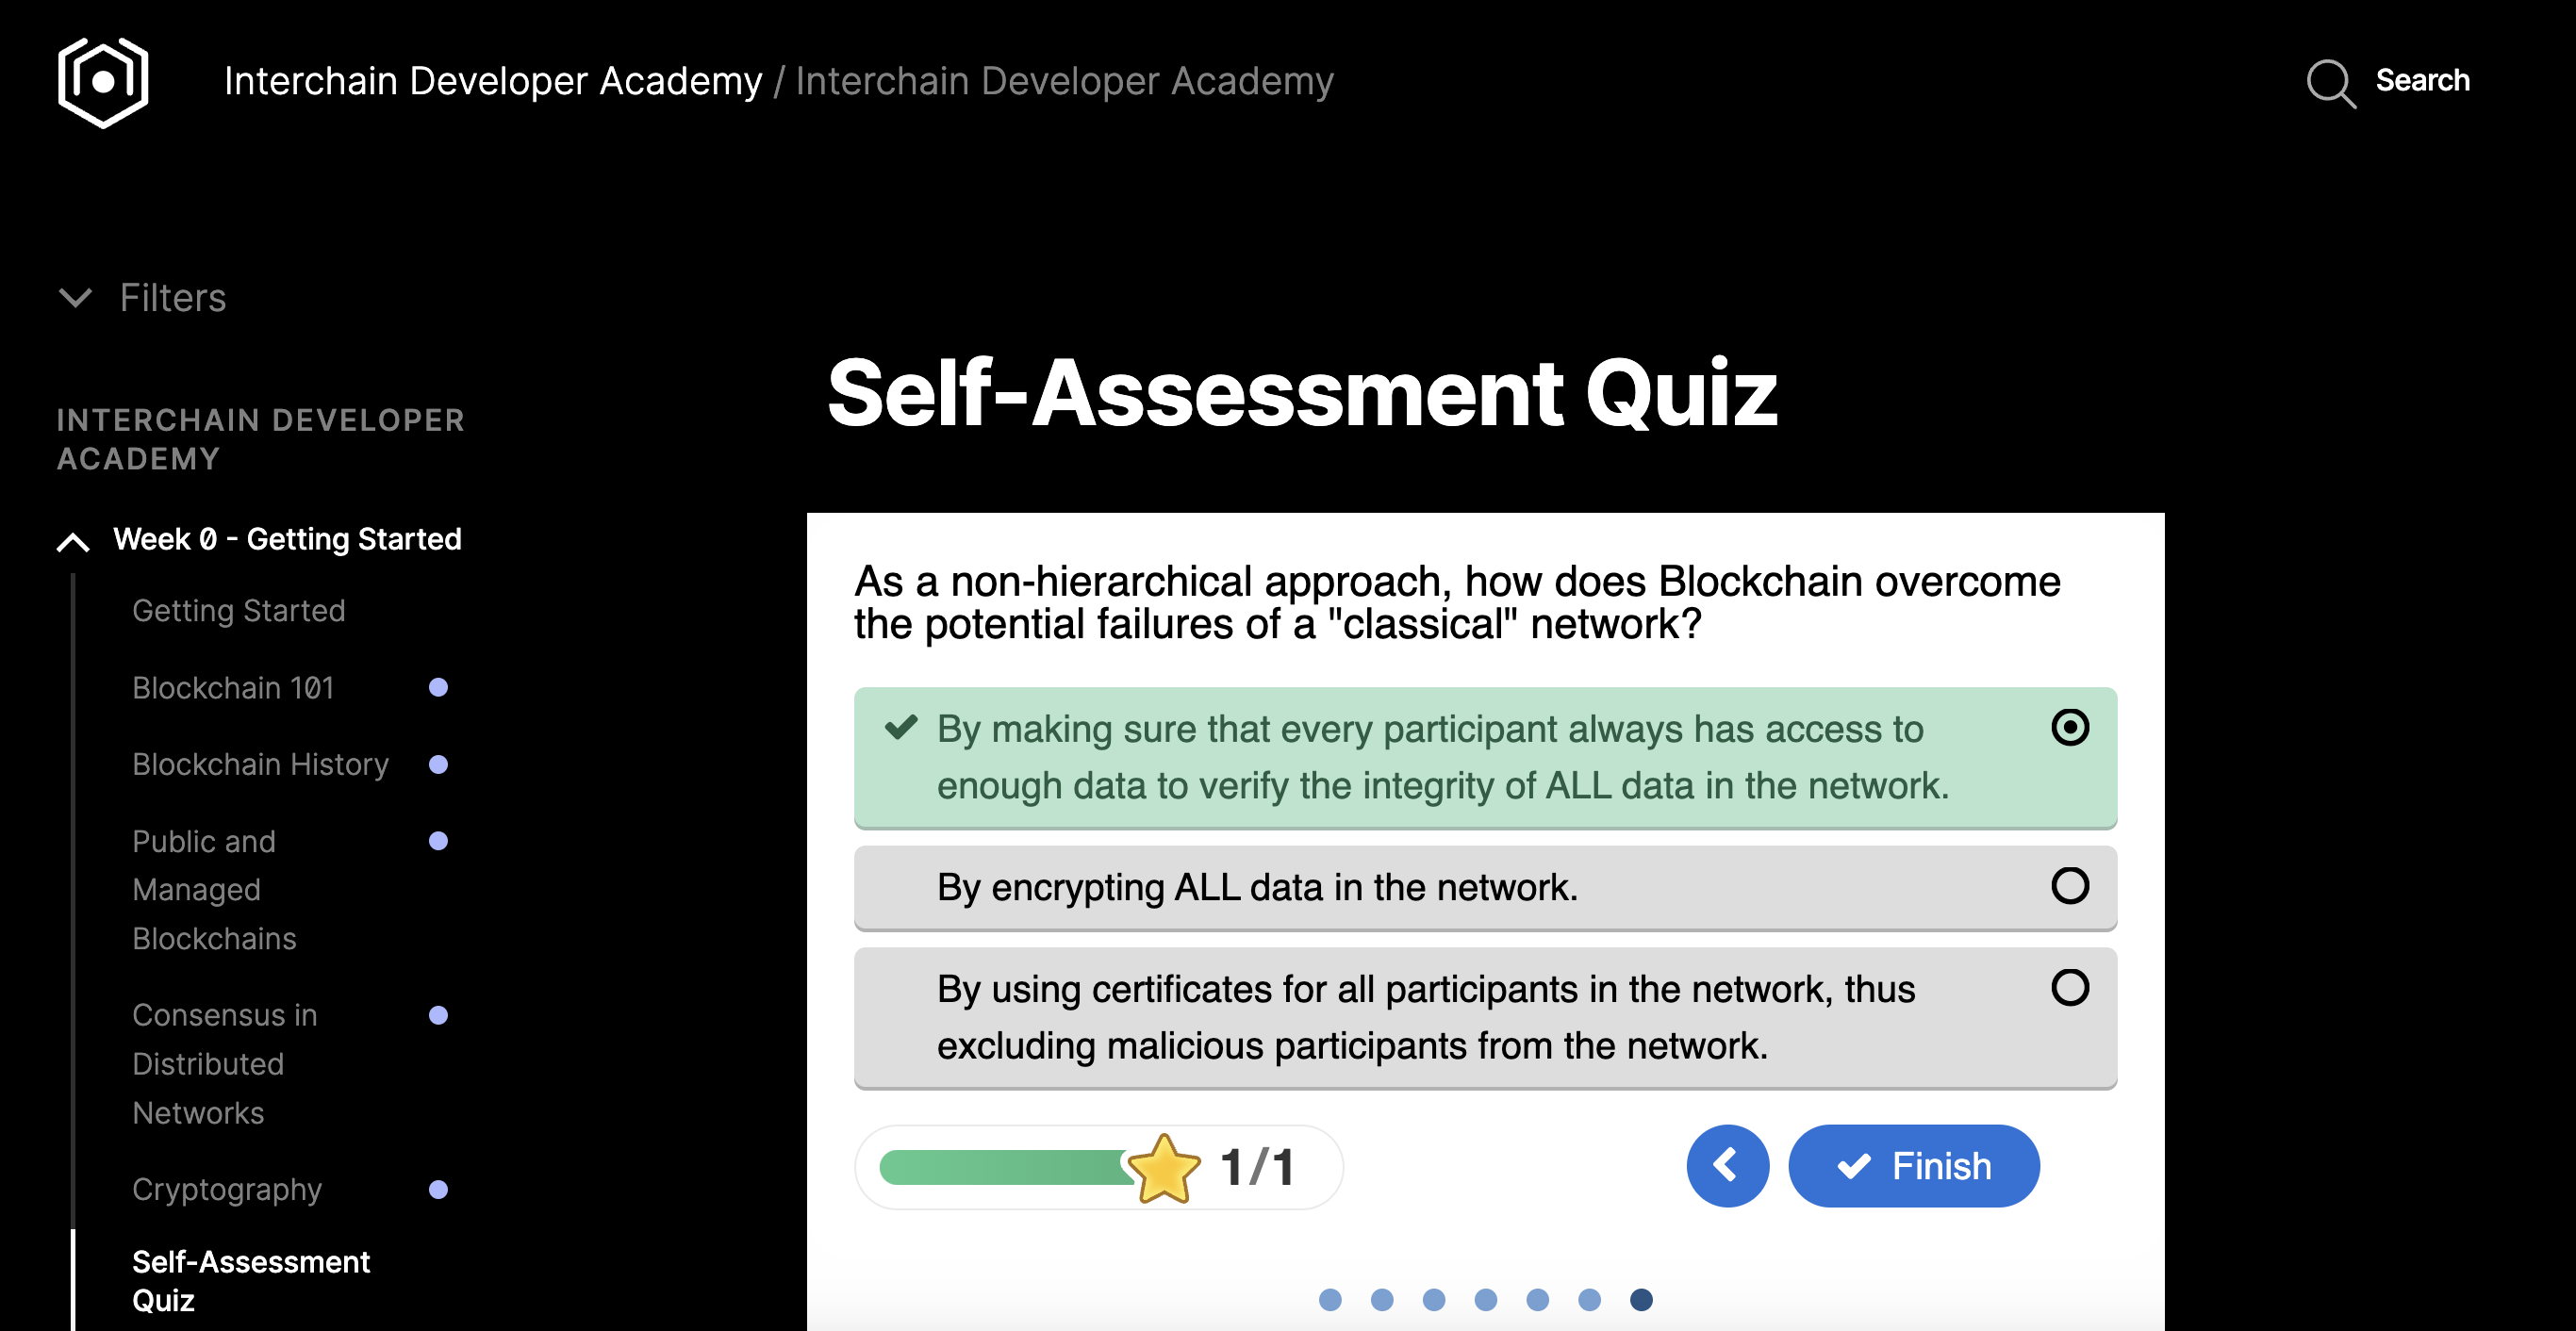 Interchain Developer Academy / Interchain Developer Academy
Search
Filters
INTERCHAIN DEVELOPER
ACADEMY
Week 0 - Getting Started
Getting Started
Blockchain 101
Blockchain History
Public and
Managed
Blockchains
Consensus in
Distributed
Networks
Cryptography
Self-Assessment
Quiz
Self-Assessment Quiz
As a non-hierarchical approach, how does Blockchain overcome
the potential failures of a "classical" network?
By making sure that every participant always has access to
enough data to verify the integrity of ALL data in the network.
By encrypting ALL data in the network.
By using certificates for all participants in the network, thus
excluding malicious participants from the network.
1/1
Finish